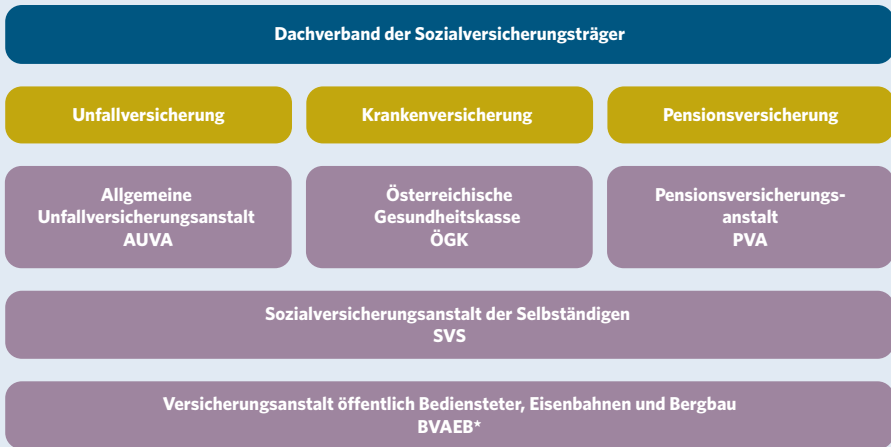 Dachverband der Sozialversicherungsträger
Unfallversicherung
Krankenversicherung
Pensionsversicherung
Allgemeine
Unfallversicherungsanstalt
AUVA
Österreichische
Gesundheitskasse
ÖGK
Pensionsversicherungs-
anstalt
PVA
Sozialversicherungsanstalt der Selbständigen
SVS
Versicherungsanstalt öffentlich Bediensteter, Eisenbahnen und Bergbau
BVAEB*